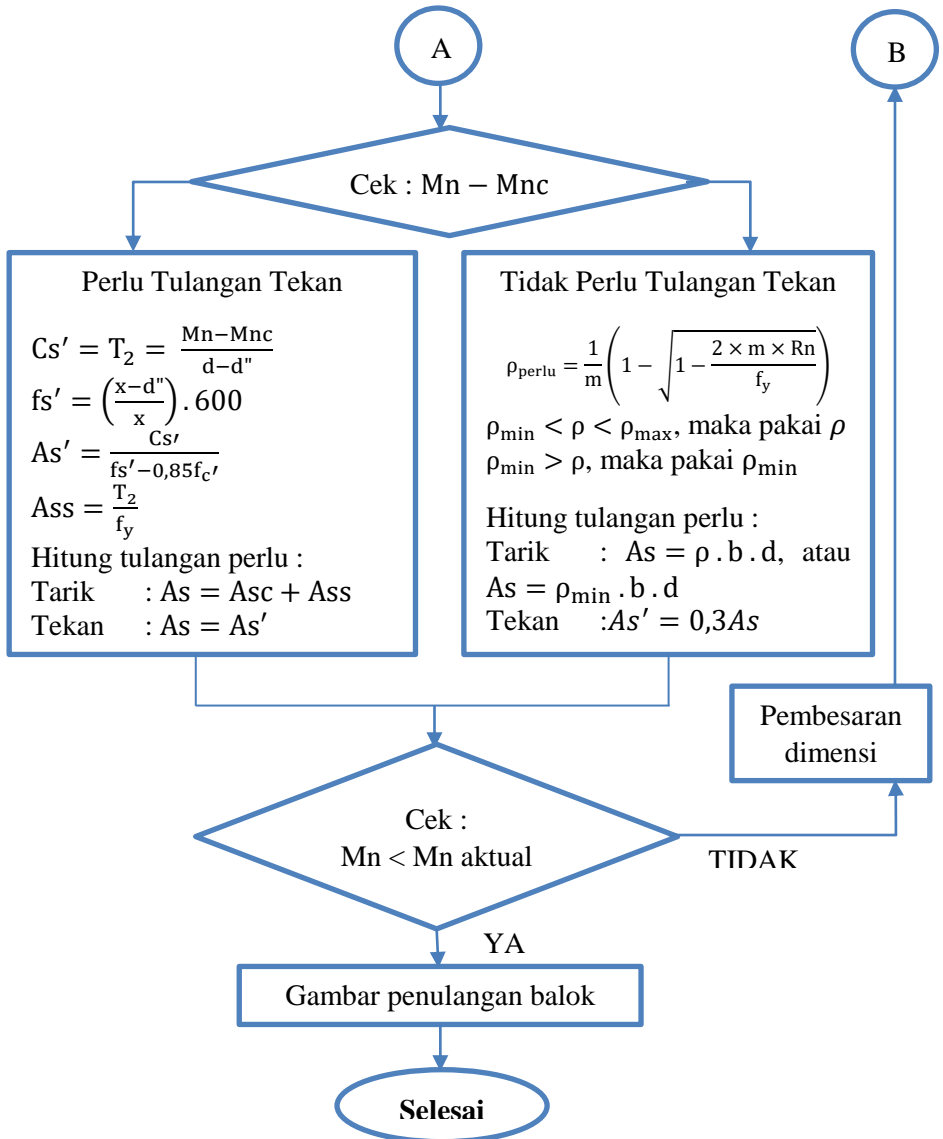 A
B
Cek : Mn − Mnc
Perlu Tulangan Tekan
Cs′ = T₂ = (Mn−Mnc)/(d−d")
fs′ = ((x−d")/x) . 600
As′ = Cs′/(fs′−0,85fc′)
Ass = T₂/fy
Hitung tulangan perlu :
Tarik : As = Asc + Ass
Tekan : As = As′
Tidak Perlu Tulangan Tekan
ρperlu = 1/m (1 − √(1 − (2 × m × Rn)/fy))
ρmin < ρ < ρmax, maka pakai ρ
ρmin > ρ, maka pakai ρmin
Hitung tulangan perlu :
Tarik : As = ρ . b . d, atau
As = ρmin . b . d
Tekan :As′ = 0,3As
Pembesaran
dimensi
Cek :
Mn < Mn aktual
TIDAK
YA
Gambar penulangan balok
Selesai